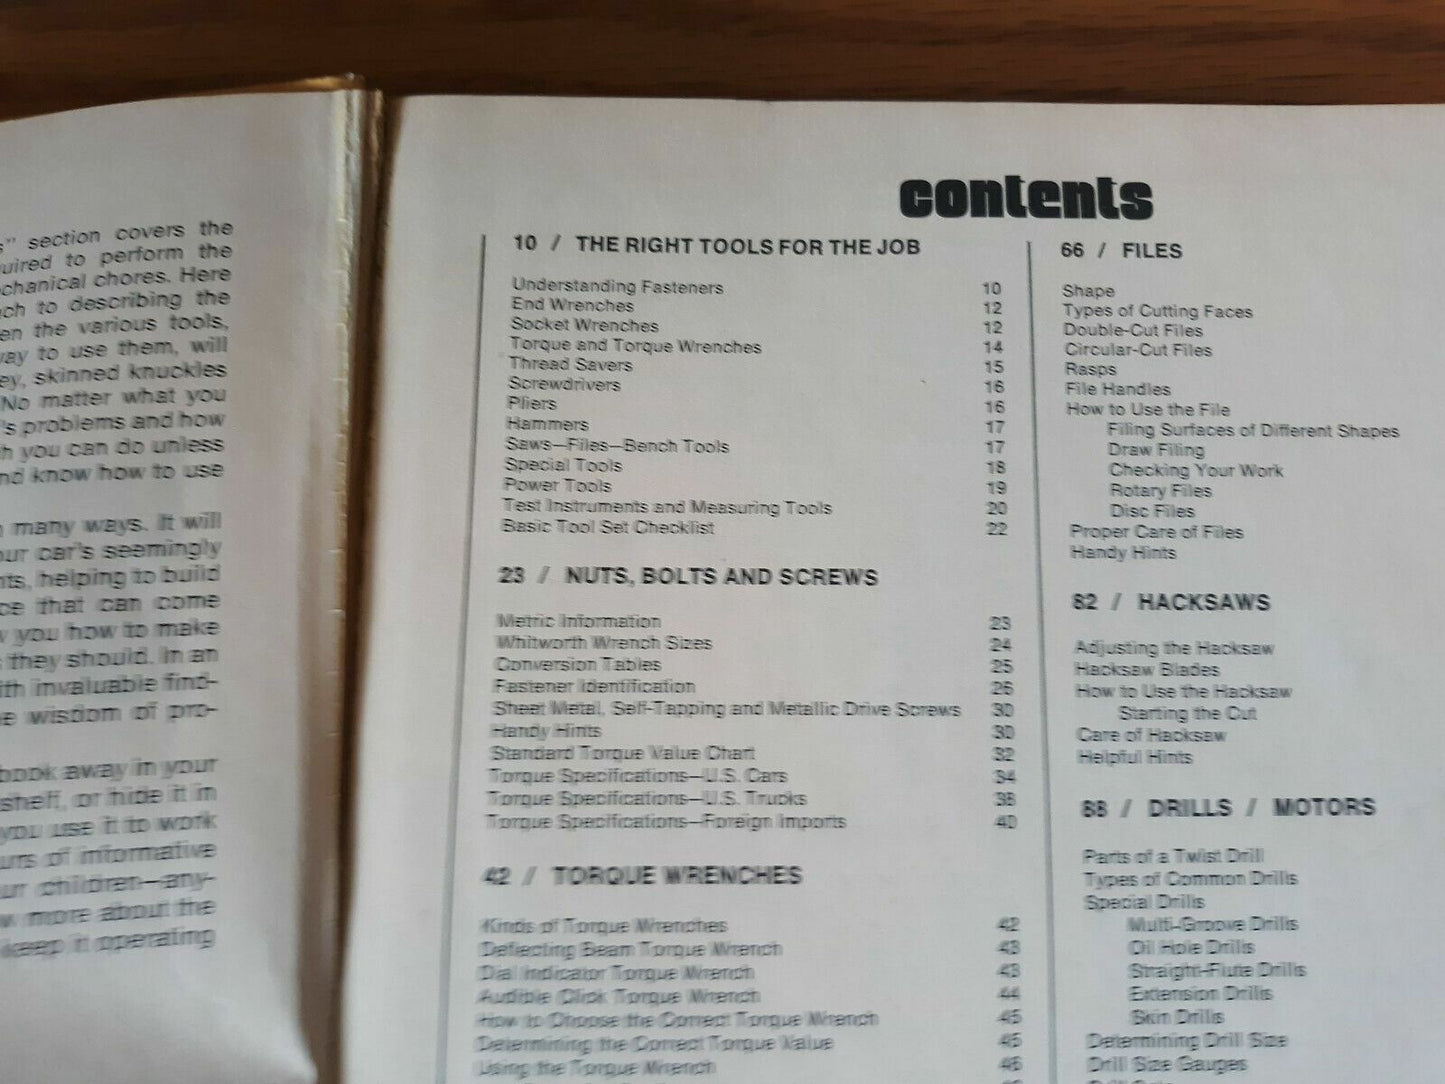 s" section covers the
uired to perform the
chanical chores. Here
ch to describing the
en the various tools,
vay to use them, will
ey, skinned knuckles
No matter what you
's problems and how
h you can do unless
nd know how to use
many ways. It will
our car's seemingly
nts, helping to build
ce that can come
w you how to make
they should. In an
ith invaluable find-
e wisdom of pro-
book away in your
shelf, or hide it in
you use it to work
urs of informative
ur children—any-
w more about the
keep it operating
contents
10 / THE RIGHT TOOLS FOR THE JOB
Understanding Fasteners 10
End Wrenches 12
Socket Wrenches 12
Torque and Torque Wrenches 14
Thread Savers 15
Screwdrivers 16
Pliers 16
Hammers 17
Saws—Files—Bench Tools 17
Special Tools 18
Power Tools 19
Test Instruments and Measuring Tools 20
Basic Tool Set Checklist 22
23 / NUTS, BOLTS AND SCREWS
Metric Information 23
Whitworth Wrench Sizes 24
Conversion Tables 25
Fastener Identification 26
Sheet Metal, Self-Tapping and Metallic Drive Screws 30
Handy Hints 30
Standard Torque Value Chart 32
Torque Specifications—U.S. Cars 34
Torque Specifications—U.S. Trucks 38
Torque Specifications—Foreign Imports 40
42 / TORQUE WRENCHES
Kinds of Torque Wrenches 42
Deflecting Beam Torque Wrench 43
Dial Indicator Torque Wrench 43
Audible Click Torque Wrench 44
How to Choose the Correct Torque Wrench 45
Determining the Correct Torque Value 45
Using the Torque Wrench 46
66 / FILES
Shape
Types of Cutting Faces
Double-Cut Files
Circular-Cut Files
Rasps
File Handles
How to Use the File
Filing Surfaces of Different Shapes
Draw Filing
Checking Your Work
Rotary Files
Disc Files
Proper Care of Files
Handy Hints
82 / HACKSAWS
Adjusting the Hacksaw
Hacksaw Blades
How to Use the Hacksaw
Starting the Cut
Care of Hacksaw
Helpful Hints
88 / DRILLS / MOTORS
Parts of a Twist Drill
Types of Common Drills
Special Drills
Multi-Groove Drills
Oil Hole Drills
Straight-Flute Drills
Extension Drills
Skin Drills
Determining Drill Size
Drill Size Gauges